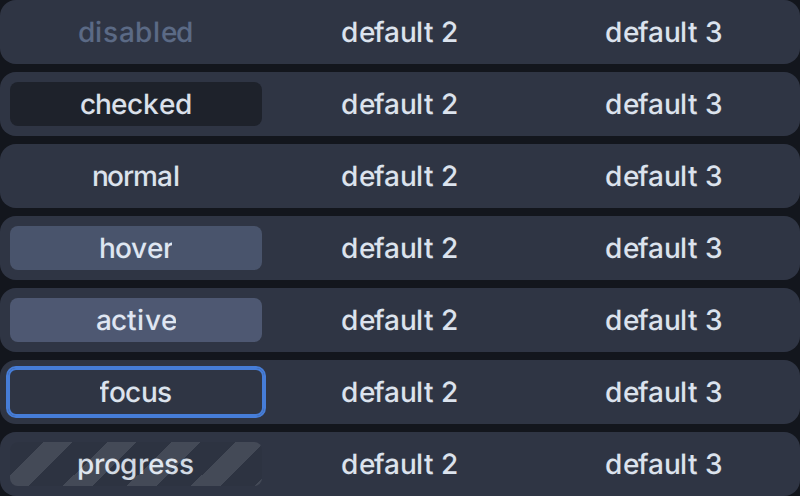 disabled default 2 default 3
checked default 2 default 3
normal default 2 default 3
hover default 2 default 3
active default 2 default 3
focus default 2 default 3
progress default 2 default 3